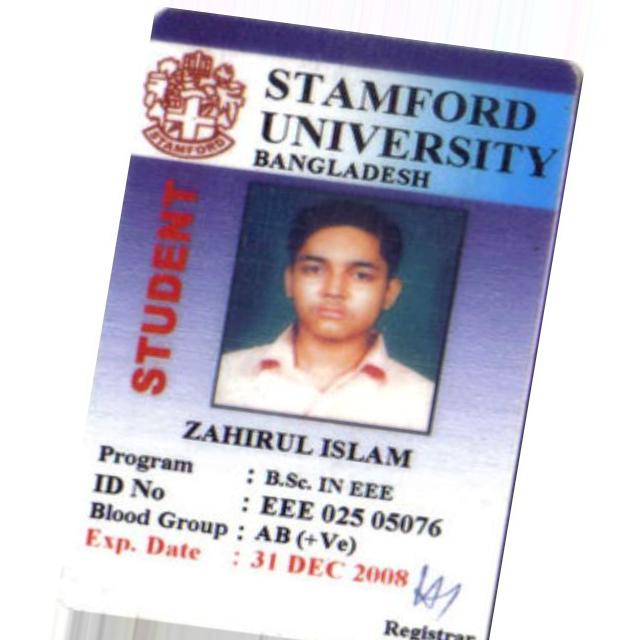 STAMFORD
UNIVERSITY
BANGLADESH
STAMFORD
STUDENT
ZAHIRUL ISLAM
Program : B.Sc. IN EEE
ID No : EEE 025 05076
Blood Group : AB (+Ve)
Exp. Date : 31 DEC 2008
Registrar